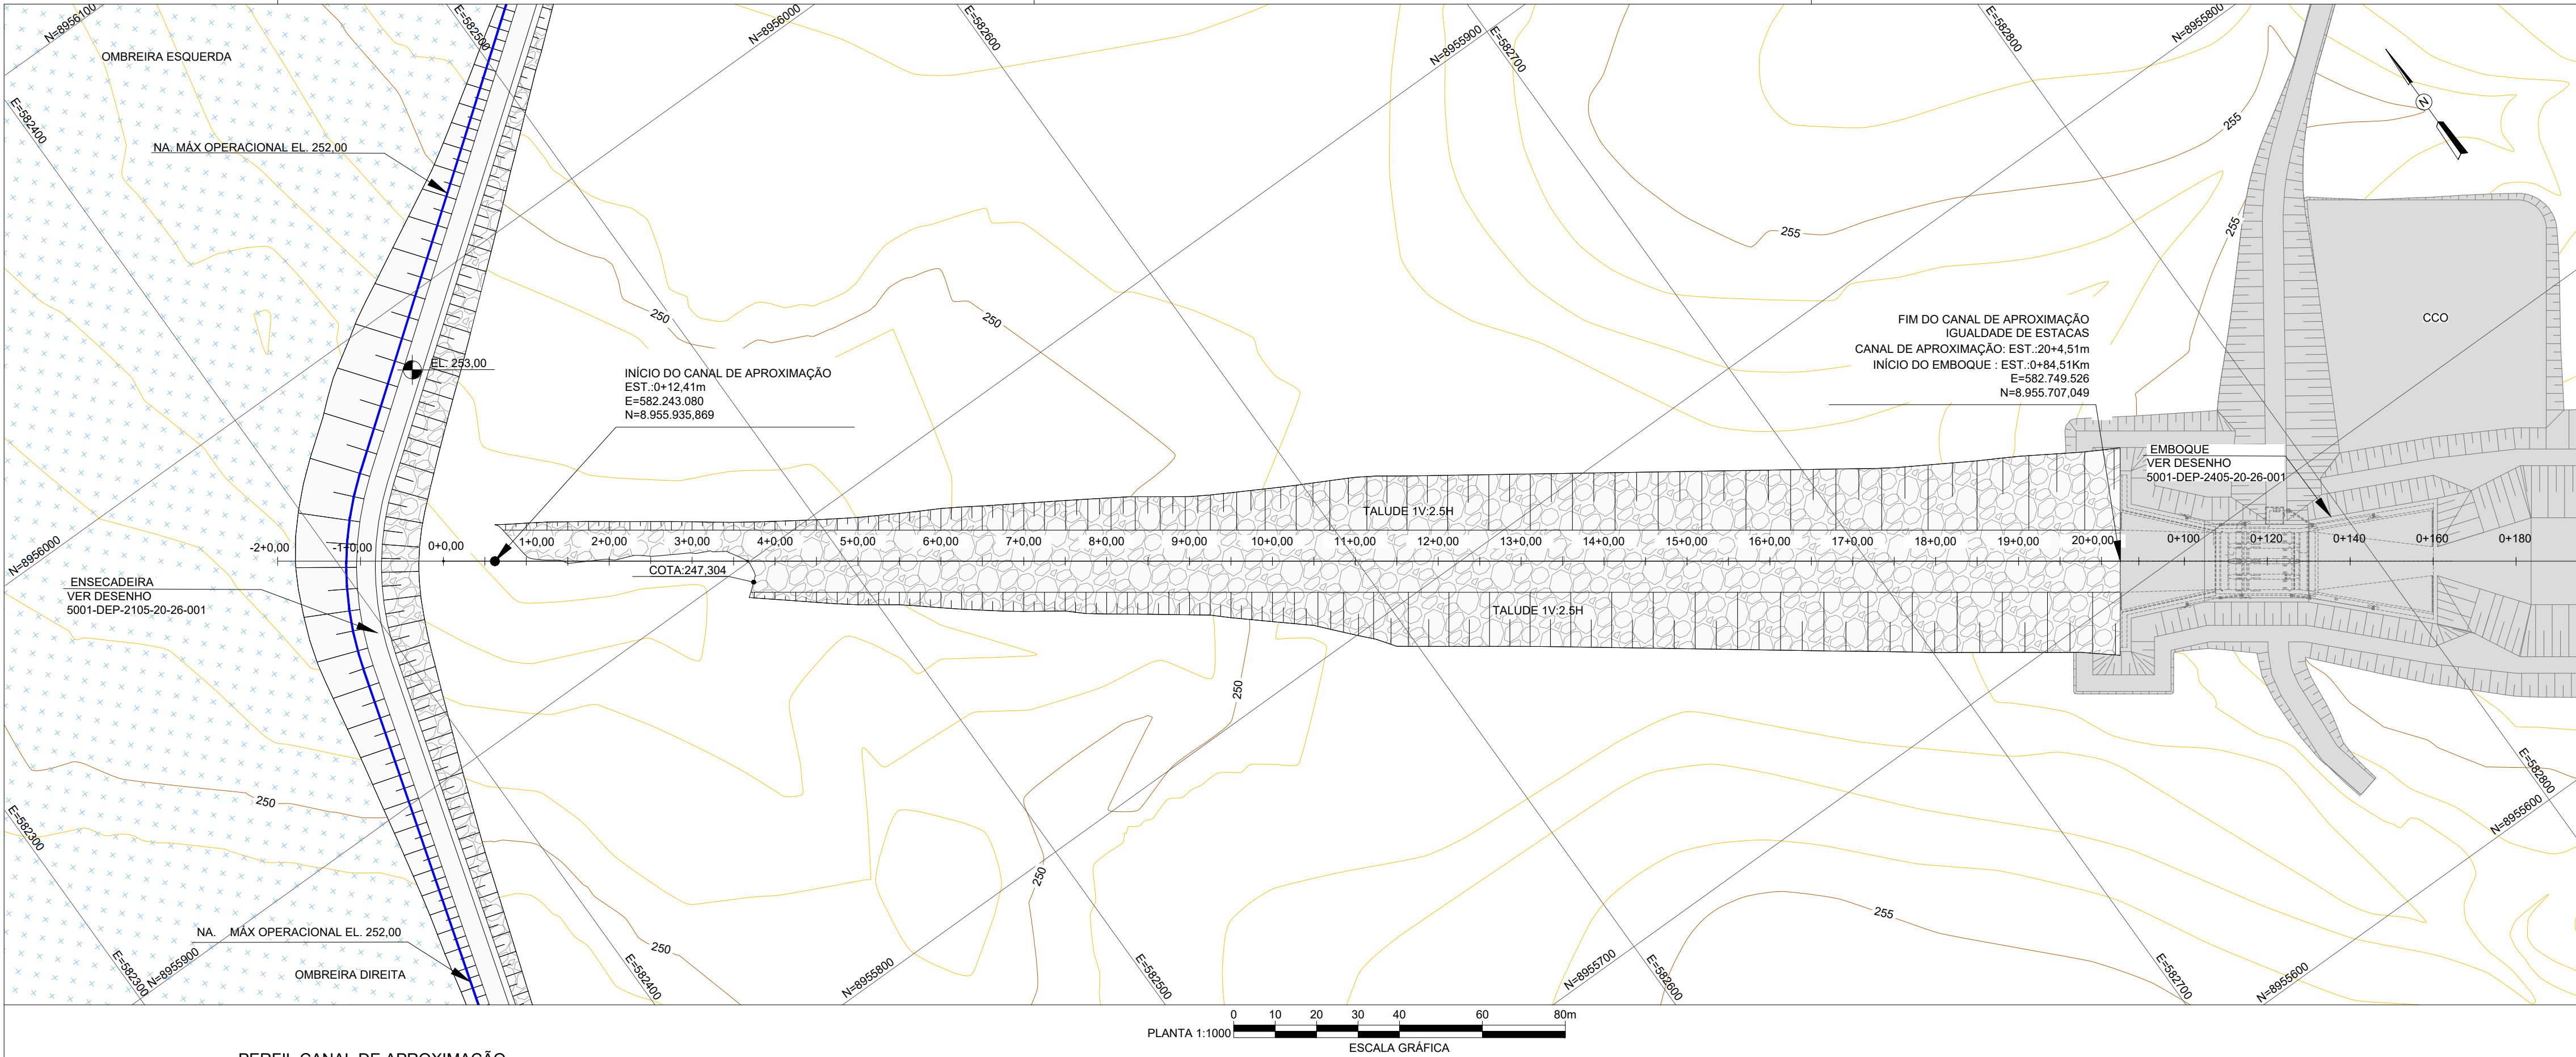 N=8956100
E=582500
N=8956000
E=582600
N=8955900
E=582700
E=582800
N=8955800
OMBREIRA ESQUERDA
E=582400
NA. MÁX OPERACIONAL EL. 252,00
N
255
255
255
250
250
EL. 253,00
INÍCIO DO CANAL DE APROXIMAÇÃO
EST.:0+12,41m
E=582.243.080
N=8.955.935,869
FIM DO CANAL DE APROXIMAÇÃO
IGUALDADE DE ESTACAS
CANAL DE APROXIMAÇÃO: EST.:20+4,51m
INÍCIO DO EMBOQUE : EST.:0+84,51Km
E=582.749.526
N=8.955.707,049
CCO
EMBOQUE
VER DESENHO
5001-DEP-2405-20-26-001
TALUDE 1V:2.5H
-2+0,00 -1+0,00 0+0,00 1+0,00 2+0,00 3+0,00 4+0,00 5+0,00 6+0,00 7+0,00 8+0,00 9+0,00 10+0,00 11+0,00 12+0,00 13+0,00 14+0,00 15+0,00 16+0,00 17+0,00 18+0,00 19+0,00 20+0,00 0+100 0+120 0+140 0+160 0+180
N=8956000
COTA:247,304
ENSECADEIRA
VER DESENHO
5001-DEP-2105-20-26-001
TALUDE 1V:2.5H
250
250
E=582300
E=582800
N=8955600
250
255
250
NA. MÁX OPERACIONAL EL. 252,00
OMBREIRA DIREITA
E=582300
N=8955900
E=582400
N=8955800
E=582500
N=8955700
E=582600
E=582700
N=8955600
0 10 20 30 40 60 80m
PLANTA 1:1000
ESCALA GRÁFICA
PERFIL CANAL DE APROXIMAÇÃO